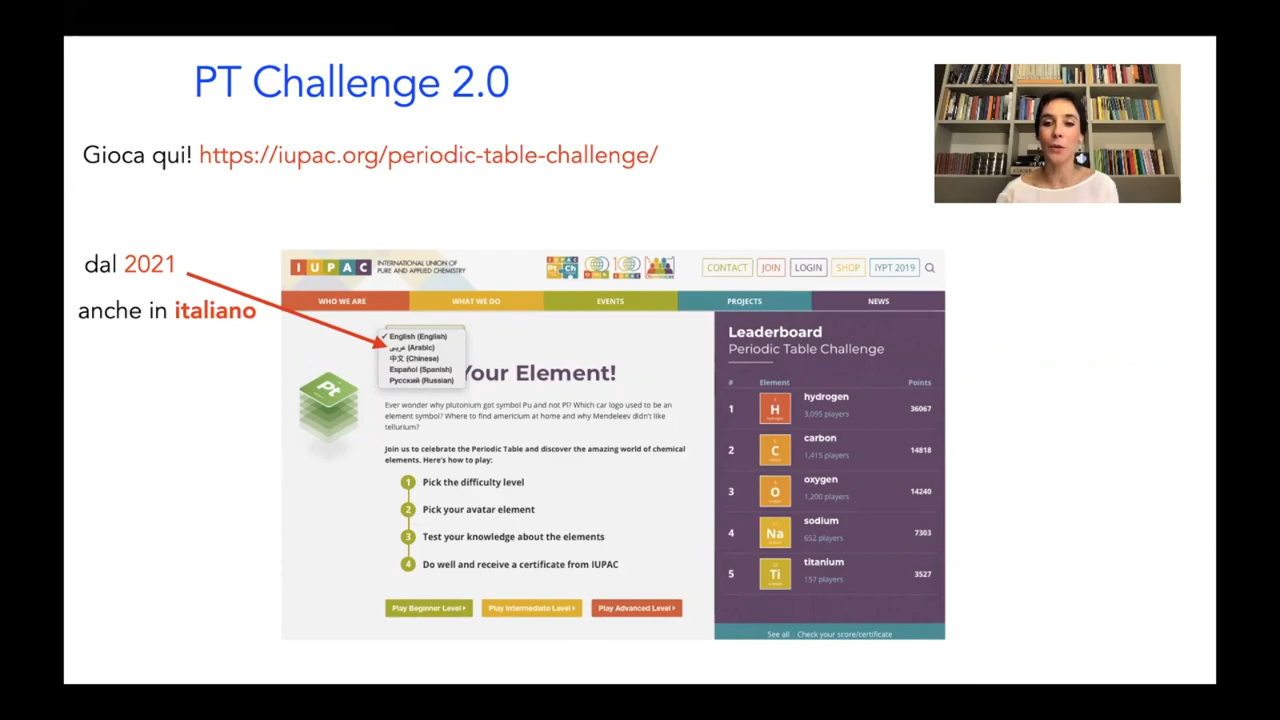 PT Challenge 2.0
Gioca qui! https://iupac.org/periodic-table-challenge/
dal 2021
anche in italiano
IUPAC
INTERNATIONAL UNION OF
PURE AND APPLIED CHEMISTRY
CONTACT
JOIN
LOGIN
SHOP
IYPT 2019
WHO WE ARE
WHAT WE DO
EVENTS
PROJECTS
NEWS
✓ English (English)
عربى (Arabic)
中文 (Chinese)
Español (Spanish)
Русский (Russian)
Your Element!
Pt
Ever wonder why plutonium got symbol Pu and not Pl? Which car logo used to be an
element symbol? Where to find americium at home and why Mendeleev didn't like
tellurium?
Join us to celebrate the Periodic Table and discover the amazing world of chemical
elements. Here's how to play:
1 Pick the difficulty level
2 Pick your avatar element
3 Test your knowledge about the elements
4 Do well and receive a certificate from IUPAC
Play Beginner Level
Play Intermediate Level
Play Advanced Level
Leaderboard
Periodic Table Challenge
# Element Points
1 H hydrogen 36067
3,095 players
2 C carbon 14818
1,415 players
3 O oxygen 14240
1,200 players
4 Na sodium 7303
652 players
5 Ti titanium 3527
157 players
See all | Check your score/certificate